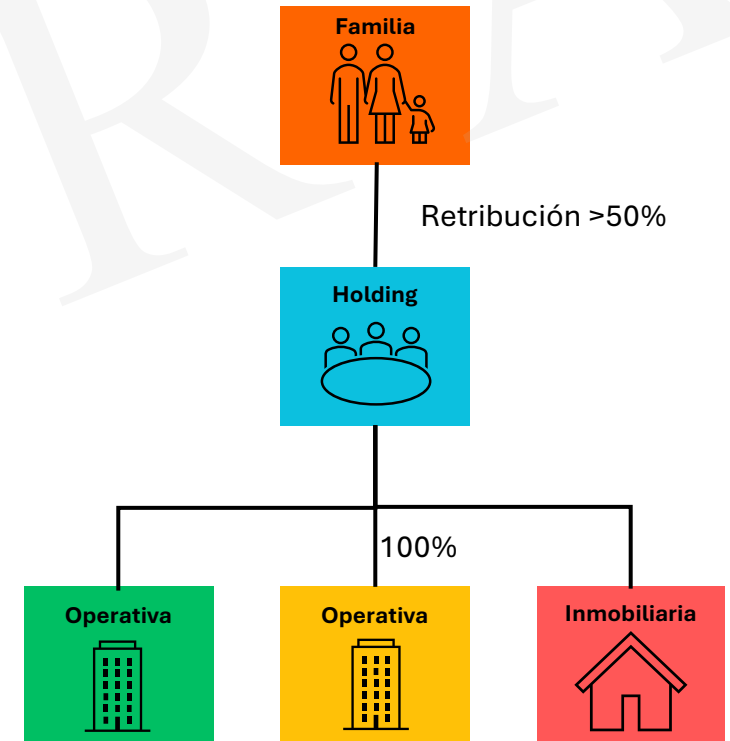 Familia
Retribución >50%
Holding
100%
Operativa
Operativa
Inmobiliaria